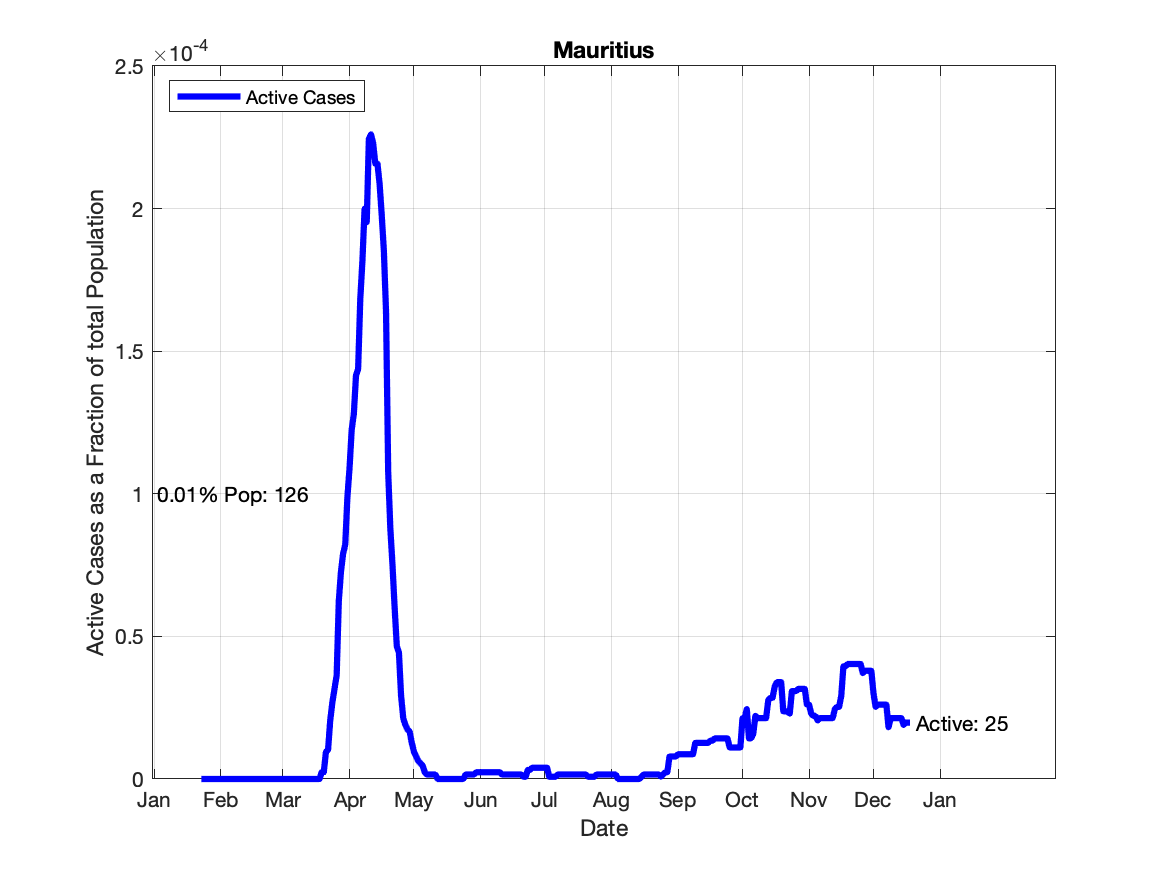 Mauritius
×10-4
Active Cases
2.5
2
1.5
1
0.5
0
0.01% Pop: 126
Active: 25
Active Cases as a Fraction of total Population
Jan Feb Mar Apr May Jun Jul Aug Sep Oct Nov Dec Jan
Date